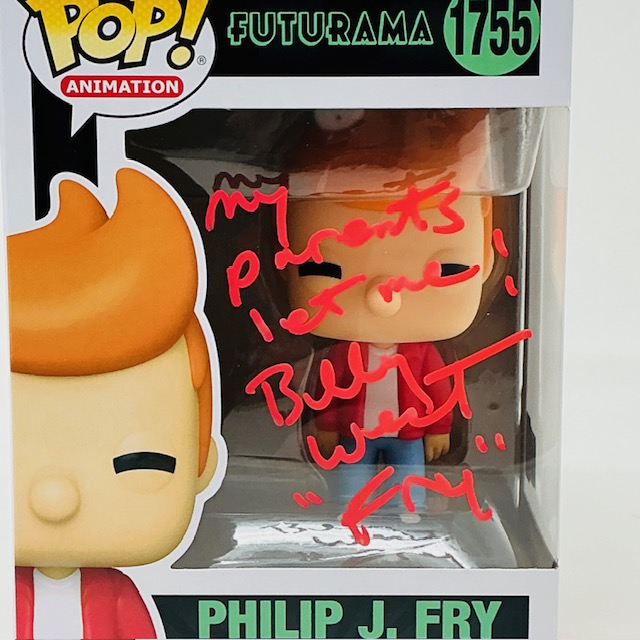 POP!
ANIMATION
®
FUTURAMA
1755
my
parents
let me!
Billy
West
"Fry"
PHILIP J. FRY